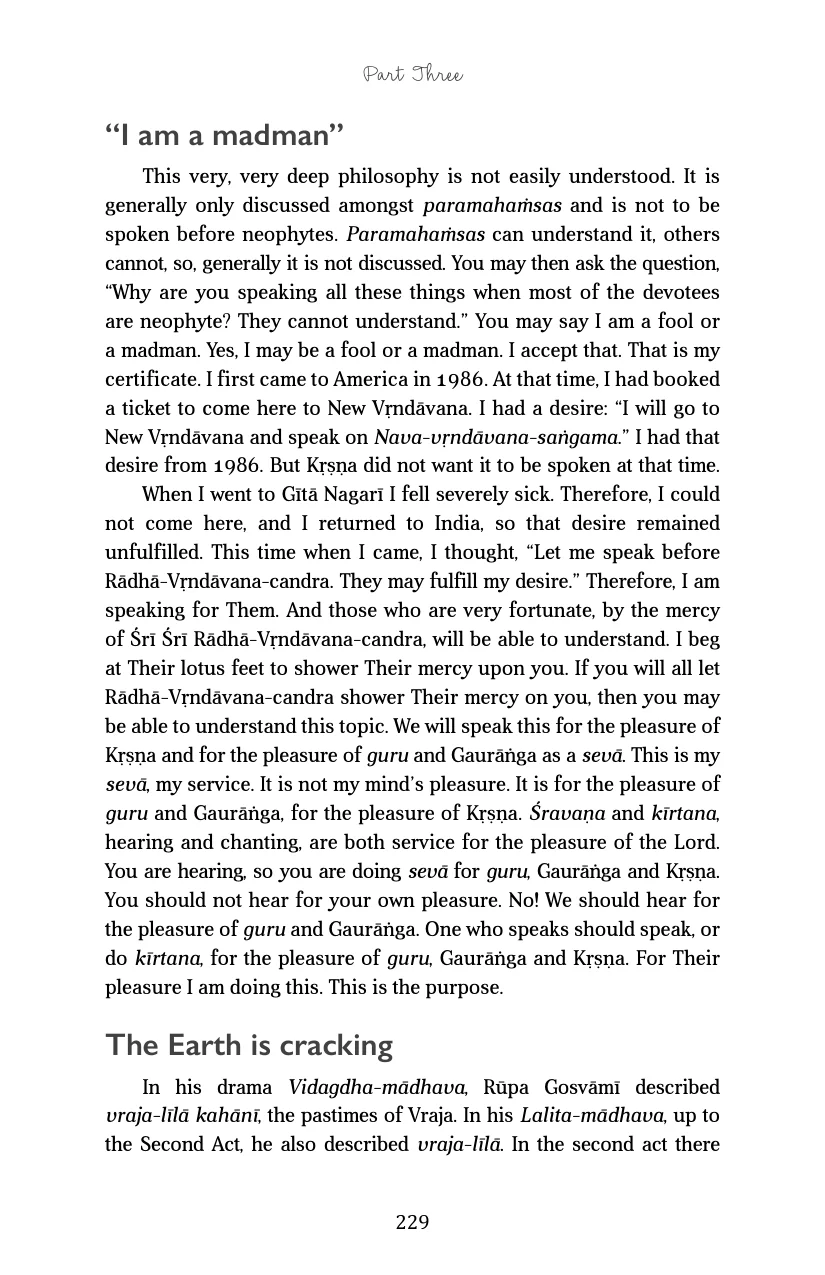 Part Three
“I am a madman”
This very, very deep philosophy is not easily understood. It is
generally only discussed amongst paramahaṁsas and is not to be
spoken before neophytes. Paramahaṁsas can understand it, others
cannot, so, generally it is not discussed. You may then ask the question,
“Why are you speaking all these things when most of the devotees
are neophyte? They cannot understand.” You may say I am a fool or
a madman. Yes, I may be a fool or a madman. I accept that. That is my
certificate. I first came to America in 1986. At that time, I had booked
a ticket to come here to New Vṛndāvana. I had a desire: “I will go to
New Vṛndāvana and speak on Nava-vṛndāvana-saṅgama.” I had that
desire from 1986. But Kṛṣṇa did not want it to be spoken at that time.
When I went to Gītā Nagarī I fell severely sick. Therefore, I could
not come here, and I returned to India, so that desire remained
unfulfilled. This time when I came, I thought, “Let me speak before
Rādhā-Vṛndāvana-candra. They may fulfill my desire.” Therefore, I am
speaking for Them. And those who are very fortunate, by the mercy
of Śrī Śrī Rādhā-Vṛndāvana-candra, will be able to understand. I beg
at Their lotus feet to shower Their mercy upon you. If you will all let
Rādhā-Vṛndāvana-candra shower Their mercy on you, then you may
be able to understand this topic. We will speak this for the pleasure of
Kṛṣṇa and for the pleasure of guru and Gaurāṅga as a sevā. This is my
sevā, my service. It is not my mind’s pleasure. It is for the pleasure of
guru and Gaurāṅga, for the pleasure of Kṛṣṇa. Śravaṇa and kīrtana,
hearing and chanting, are both service for the pleasure of the Lord.
You are hearing, so you are doing sevā for guru, Gaurāṅga and Kṛṣṇa.
You should not hear for your own pleasure. No! We should hear for
the pleasure of guru and Gaurāṅga. One who speaks should speak, or
do kīrtana, for the pleasure of guru, Gaurāṅga and Kṛṣṇa. For Their
pleasure I am doing this. This is the purpose.
The Earth is cracking
In his drama Vidagdha-mādhava, Rūpa Gosvāmī described
vraja-līlā kahānī, the pastimes of Vraja. In his Lalita-mādhava, up to
the Second Act, he also described vraja-līlā. In the second act there
229